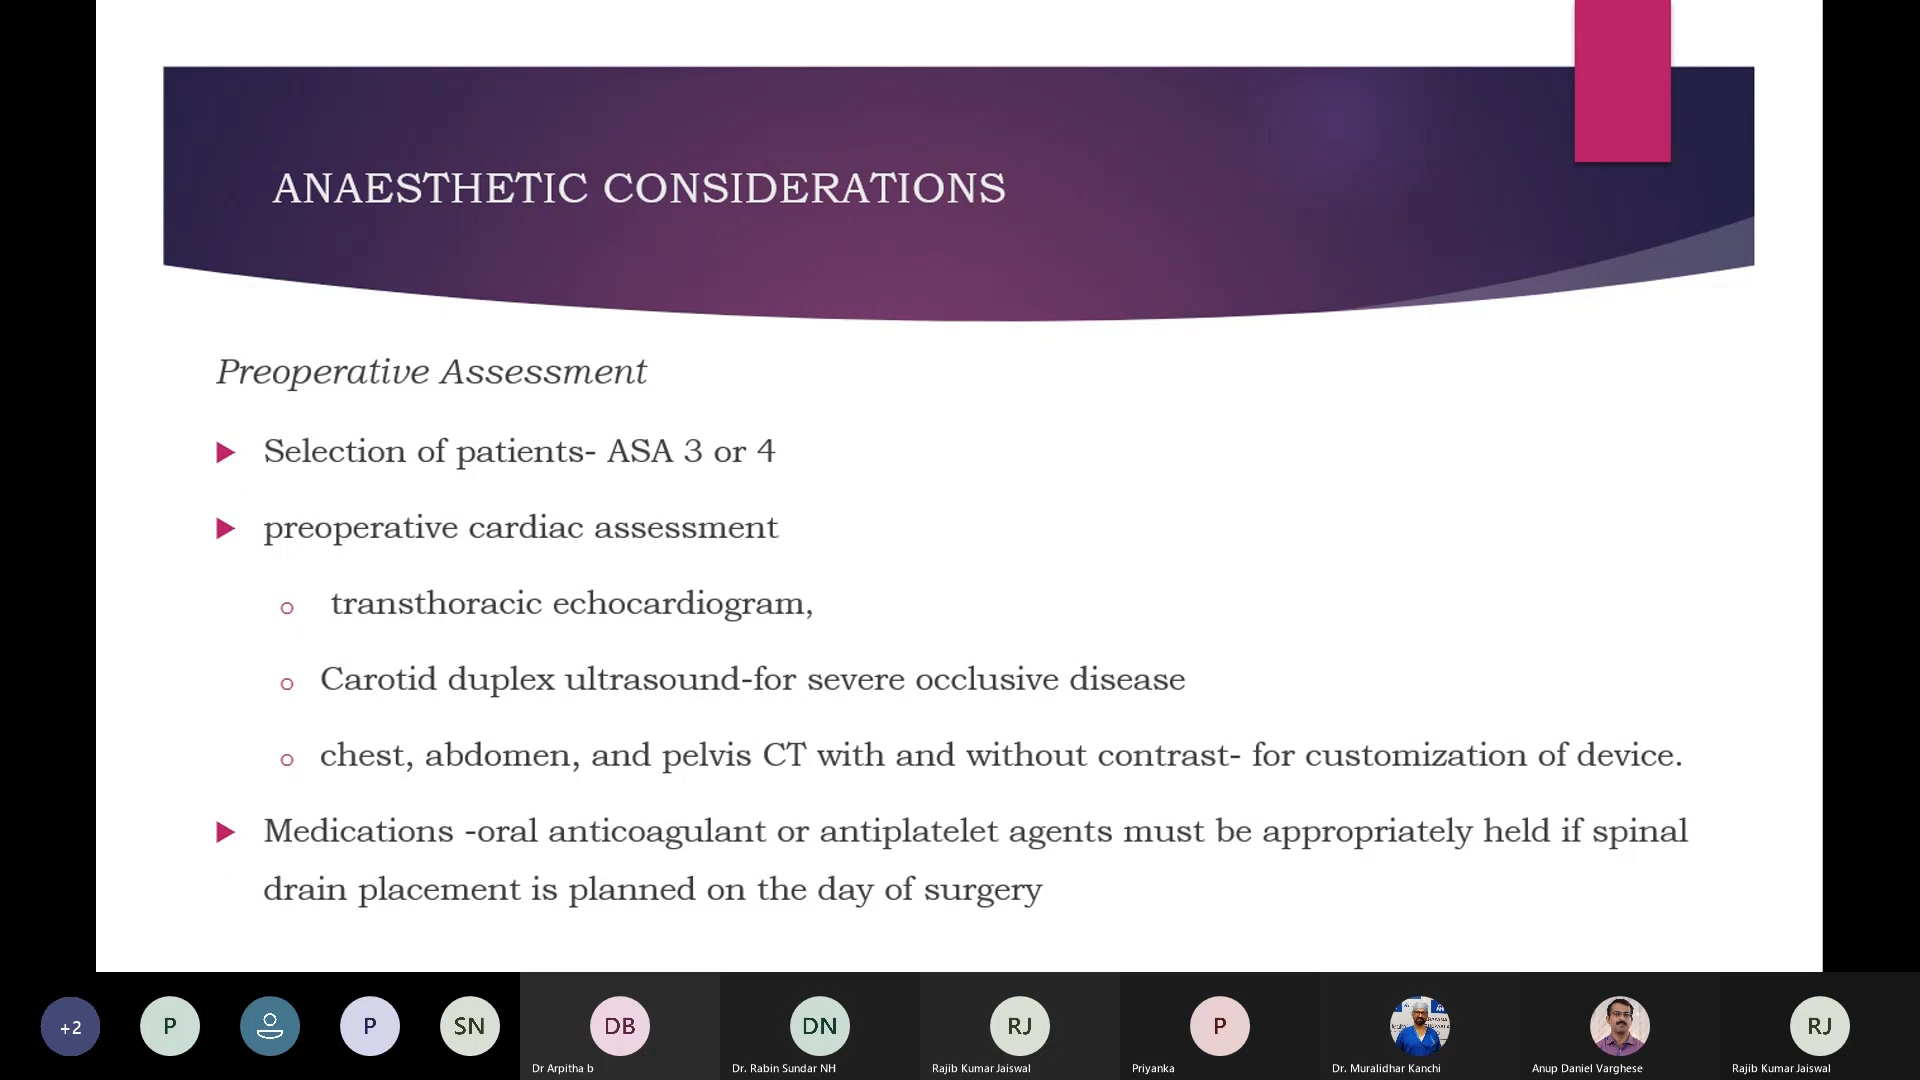 ANAESTHETIC CONSIDERATIONS
Preoperative Assessment
Selection of patients- ASA 3 or 4
preoperative cardiac assessment
transthoracic echocardiogram,
Carotid duplex ultrasound-for severe occlusive disease
chest, abdomen, and pelvis CT with and without contrast- for customization of device.
Medications -oral anticoagulant or antiplatelet agents must be appropriately held if spinal
drain placement is planned on the day of surgery
+2
P
P
SN
DB
DN
RJ
P
RJ
Dr Arpitha b
Dr. Rabin Sundar NH
Rajib Kumar Jaiswal
Priyanka
Dr. Muralidhar Kanchi
Anup Daniel Varghese
Rajib Kumar Jaiswal